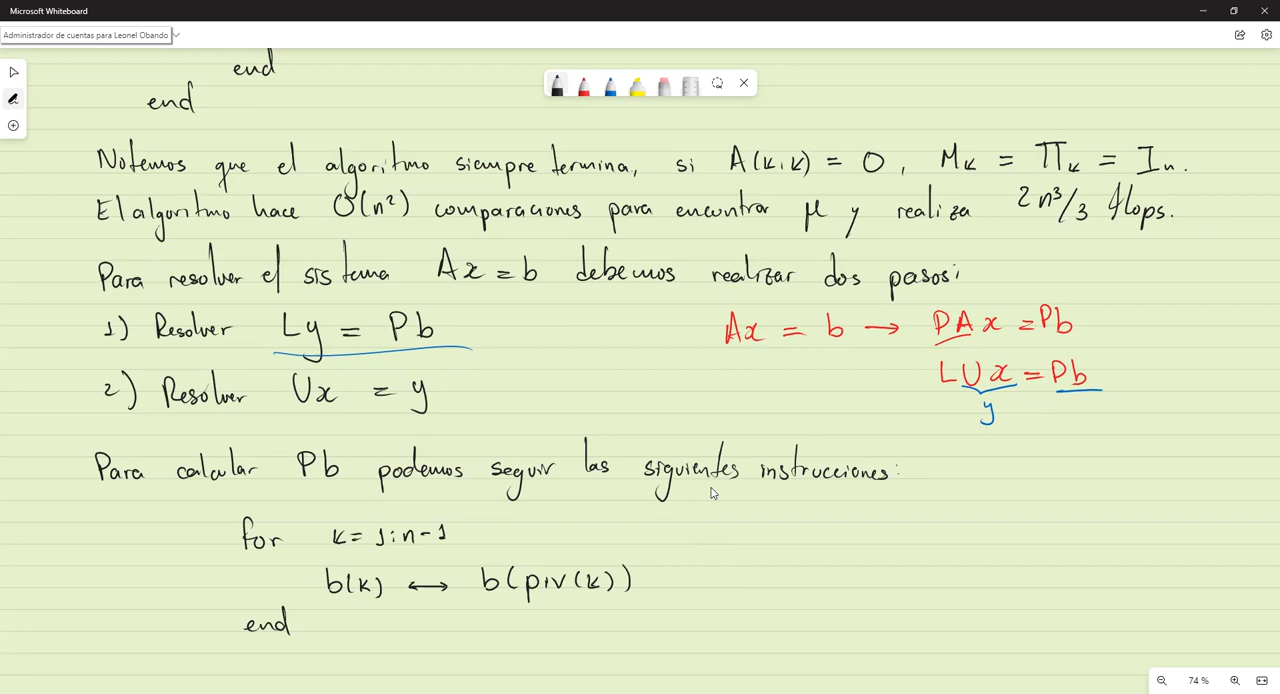 Microsoft Whiteboard
Administrador de cuentas para Leonel Obando
end
end
Notemos que el algoritmo siempre termina, si A(k,k) = 0, Mₖ = Πₖ = Iₙ.
El algoritmo hace O(n²) comparaciones para encontrar μ y realiza 2n³/3 flops.
Para resolver el sistema Ax = b debemos realizar dos pasos:
1) Resolver Ly = Pb
Ax = b → PAx = Pb
LUx = Pb
2) Resolver Ux = y
y
Para calcular Pb podemos seguir las siguientes instrucciones:
for k = 1:n-1
b(k) ↔ b(piv(k))
end
74 %